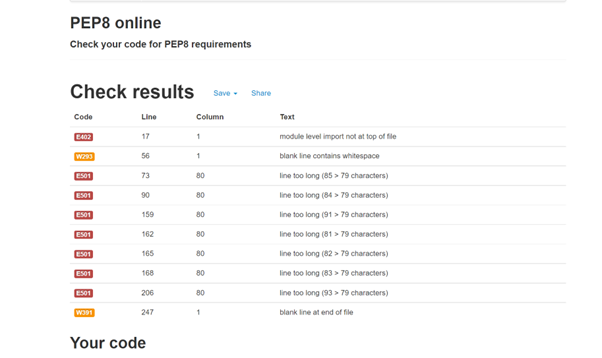 PEP8 online
Check your code for PEP8 requirements
Check results Save Share
Code Line Column Text
E402 17 1 module level import not at top of file
W293 56 1 blank line contains whitespace
E501 73 80 line too long (85 > 79 characters)
E501 90 80 line too long (84 > 79 characters)
E501 159 80 line too long (91 > 79 characters)
E501 162 80 line too long (81 > 79 characters)
E501 165 80 line too long (82 > 79 characters)
E501 168 80 line too long (83 > 79 characters)
E501 206 80 line too long (93 > 79 characters)
W391 247 1 blank line at end of file
Your code